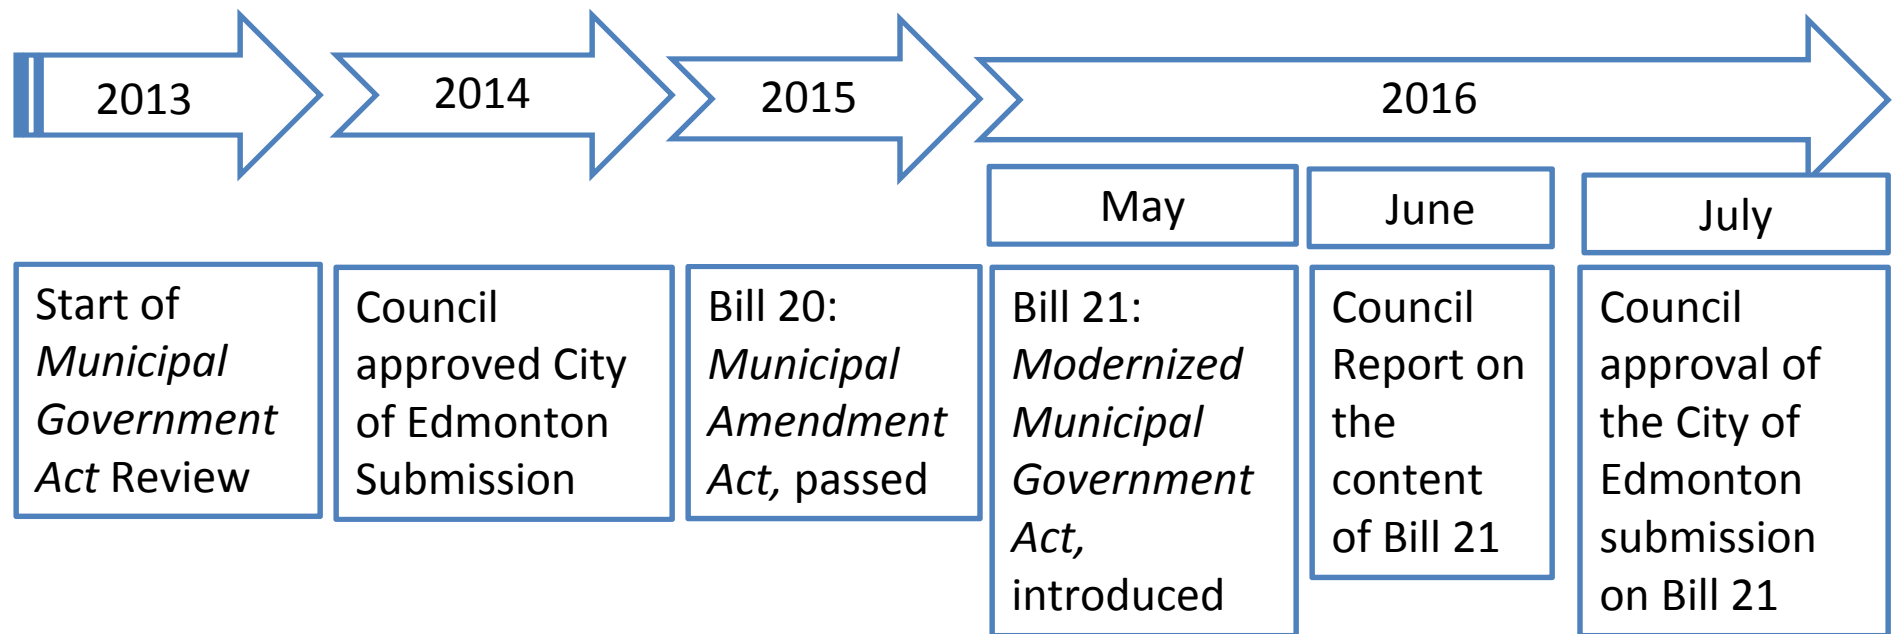 2013
2014
2015
2016
May
June
July
Start of
Municipal
Government
Act Review
Council
approved City
of Edmonton
Submission
Bill 20:
Municipal
Amendment
Act, passed
Bill 21:
Modernized
Municipal
Government
Act,
introduced
Council
Report on
the
content
of Bill 21
Council
approval of
the City of
Edmonton
submission
on Bill 21